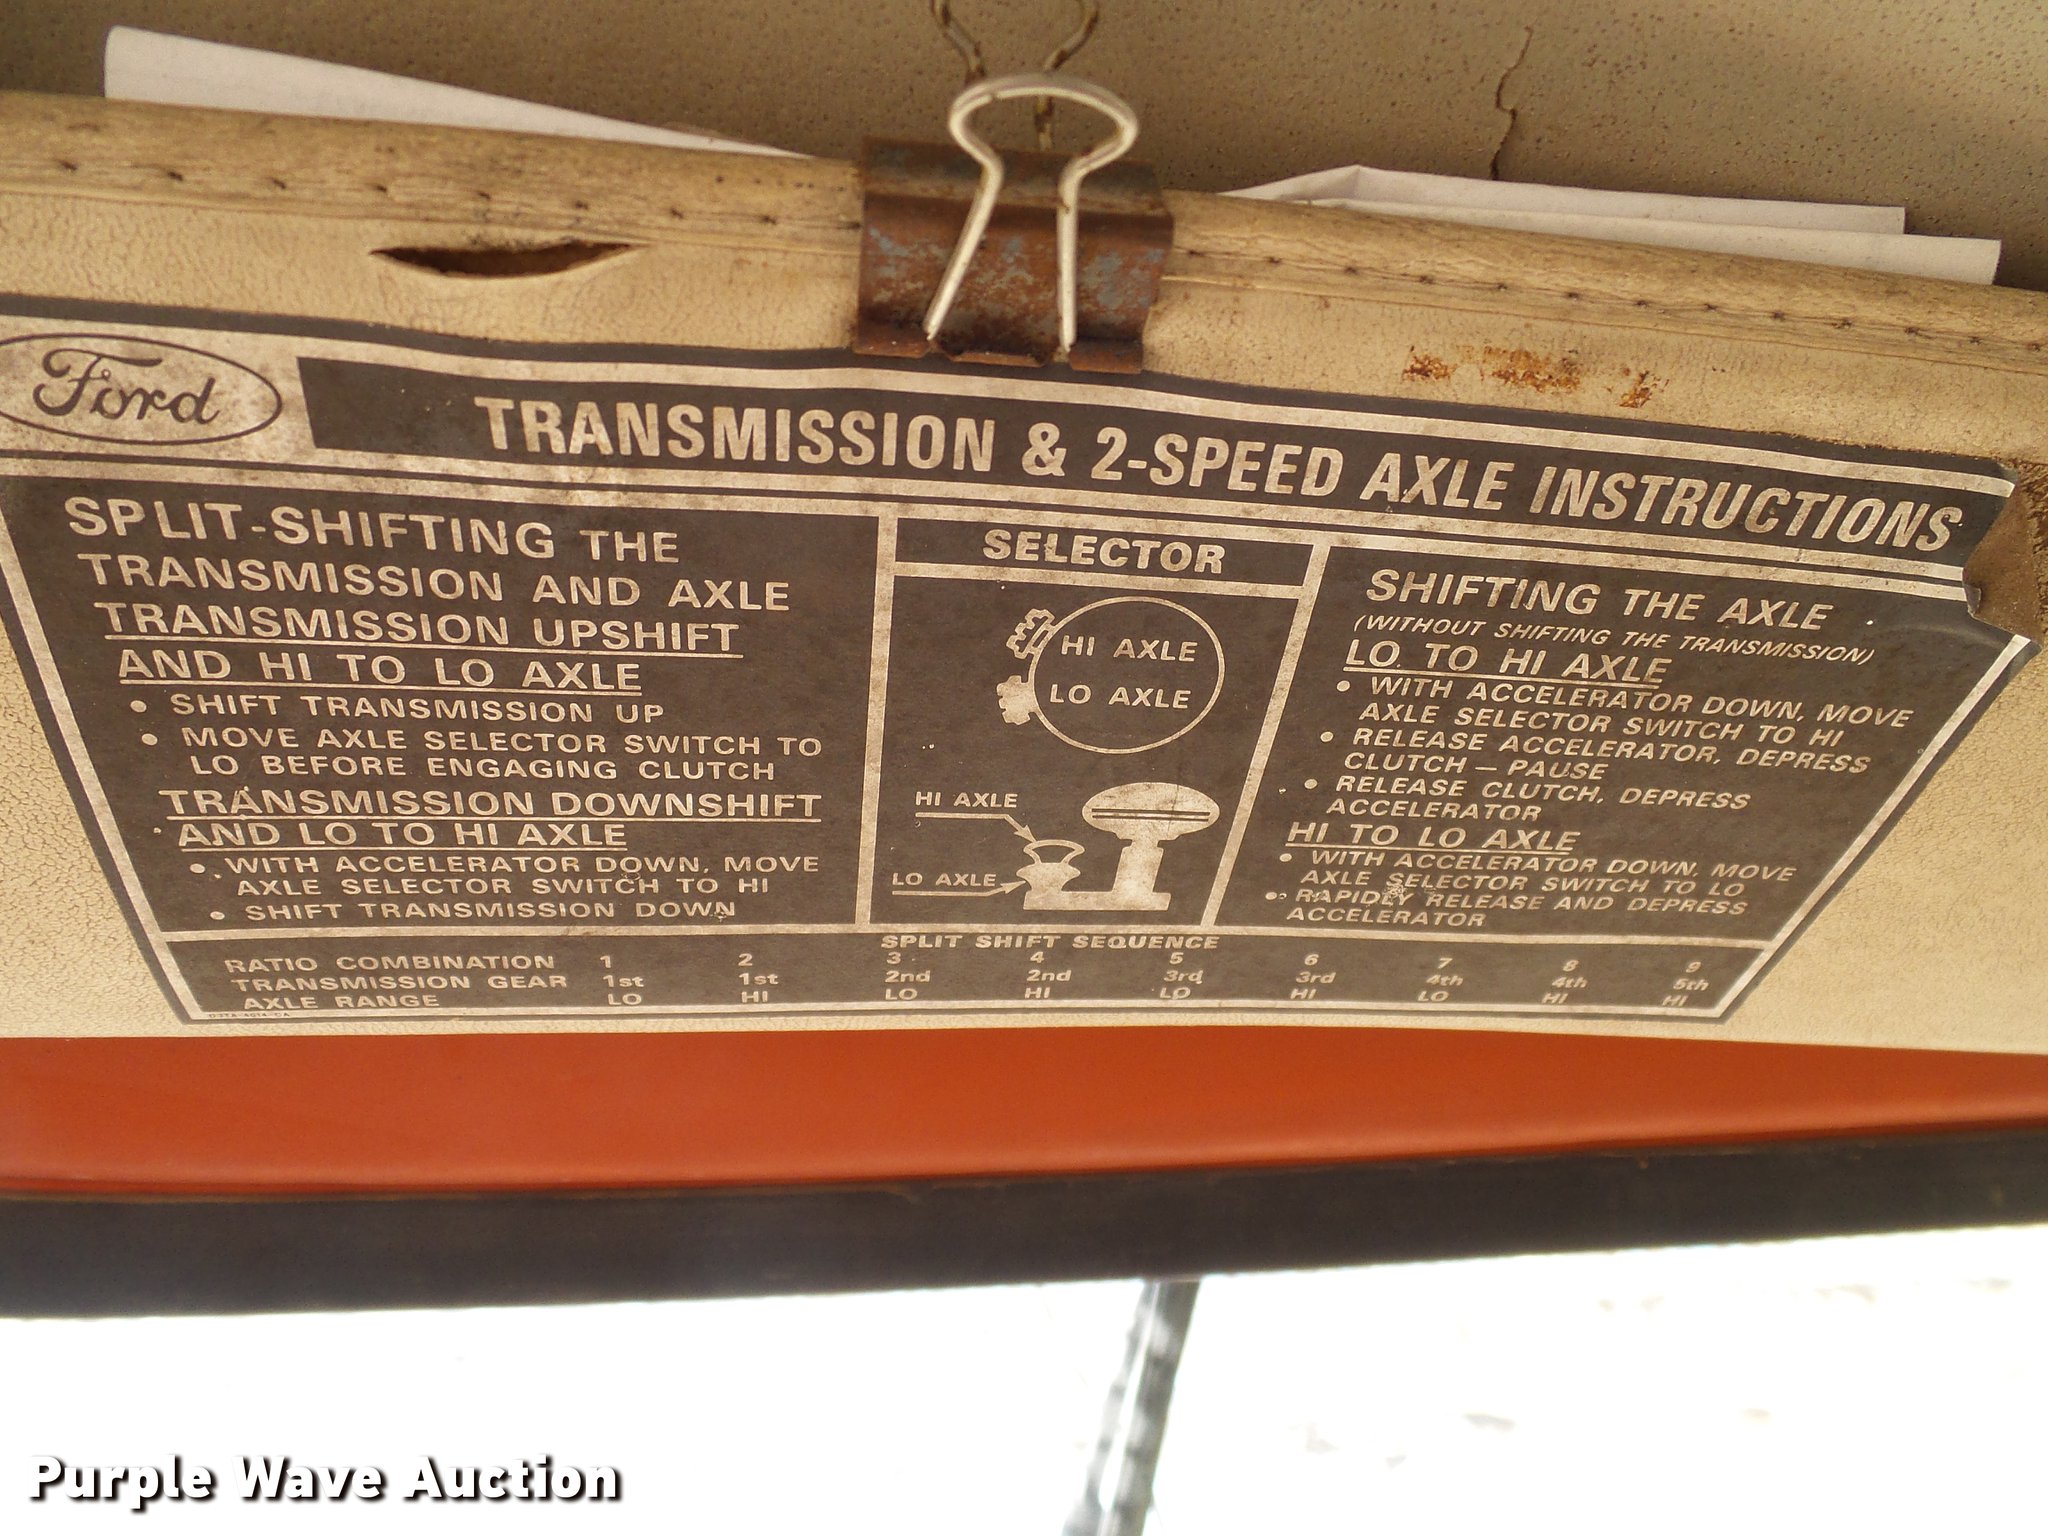 Ford
TRANSMISSION & 2-SPEED AXLE INSTRUCTIONS
SPLIT-SHIFTING THE
TRANSMISSION AND AXLE
TRANSMISSION UPSHIFT
AND HI TO LO AXLE
• SHIFT TRANSMISSION UP
• MOVE AXLE SELECTOR SWITCH TO
LO BEFORE ENGAGING CLUTCH
TRANSMISSION DOWNSHIFT
AND LO TO HI AXLE
• WITH ACCELERATOR DOWN, MOVE
AXLE SELECTOR SWITCH TO HI
• SHIFT TRANSMISSION DOWN
SELECTOR
HI AXLE
LO AXLE
HI AXLE
LO AXLE
SHIFTING THE AXLE
(WITHOUT SHIFTING THE TRANSMISSION)
LO TO HI AXLE
• WITH ACCELERATOR DOWN, MOVE
AXLE SELECTOR SWITCH TO HI
• RELEASE ACCELERATOR, DEPRESS
CLUTCH — PAUSE
• RELEASE CLUTCH, DEPRESS
ACCELERATOR
HI TO LO AXLE
• WITH ACCELERATOR DOWN, MOVE
AXLE SELECTOR SWITCH TO LO
• RAPIDLY RELEASE AND DEPRESS
ACCELERATOR
SPLIT SHIFT SEQUENCE
RATIO COMBINATION 1 2 3 4 5 6 7 8 9
TRANSMISSION GEAR 1st 1st 2nd 2nd 3rd 3rd 4th 4th 5th
AXLE RANGE LO HI LO HI LO HI LO HI HI
Purple Wave Auction